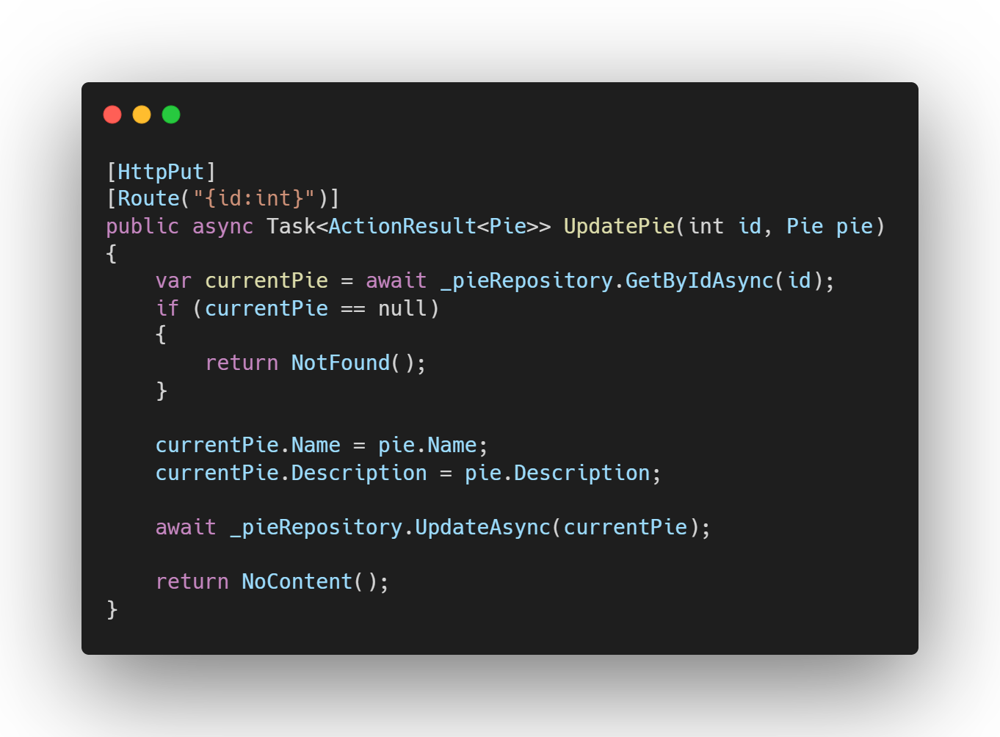 [HttpPut]
[Route("{id:int}")]
public async Task<ActionResult<Pie>> UpdatePie(int id, Pie pie)
{
    var currentPie = await _pieRepository.GetByIdAsync(id);
    if (currentPie == null)
    {
        return NotFound();
    }

    currentPie.Name = pie.Name;
    currentPie.Description = pie.Description;

    await _pieRepository.UpdateAsync(currentPie);

    return NoContent();
}